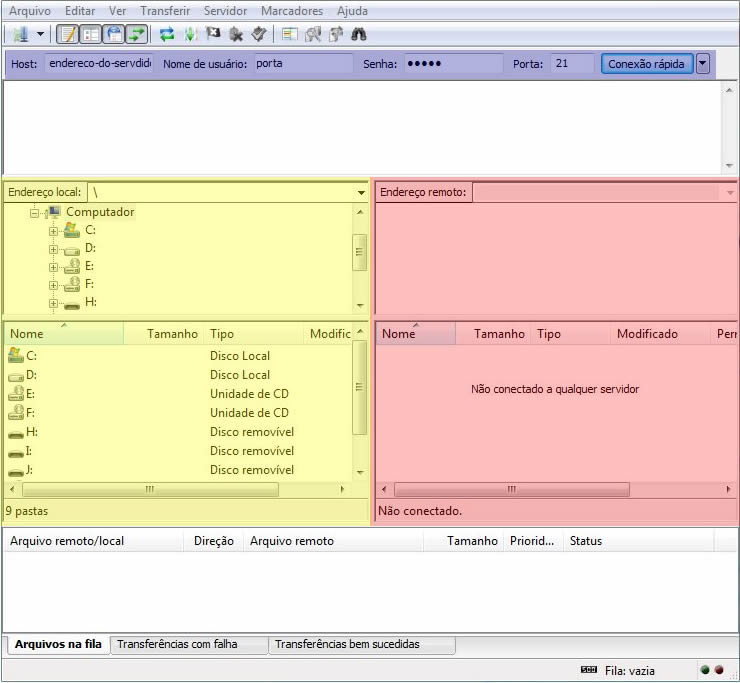 Arquivo Editar Ver Transferir Servidor Marcadores Ajuda
Host: endereco-do-servdido Nome de usuário: porta Senha: ●●●●● Porta: 21 Conexão rápida
Endereço local: \ Endereço remoto:
Computador
C:
D:
E:
F:
H:
Nome Tamanho Tipo Modific Nome Tamanho Tipo Modificado Perr
C: Disco Local
D: Disco Local
E: Unidade de CD
F: Unidade de CD
H: Disco removível
I: Disco removível
J: Disco removível
Não conectado a qualquer servidor
9 pastas Não conectado.
Arquivo remoto/local Direção Arquivo remoto Tamanho Priorid... Status
Arquivos na fila Transferências com falha Transferências bem sucedidas
Fila: vazia